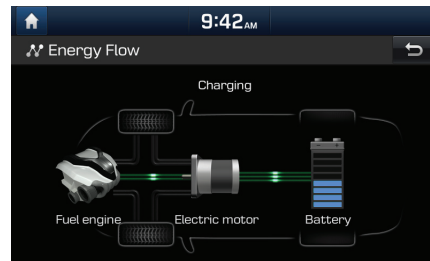 9:42AM
Energy Flow
Charging
Fuel engine
Electric motor
Battery